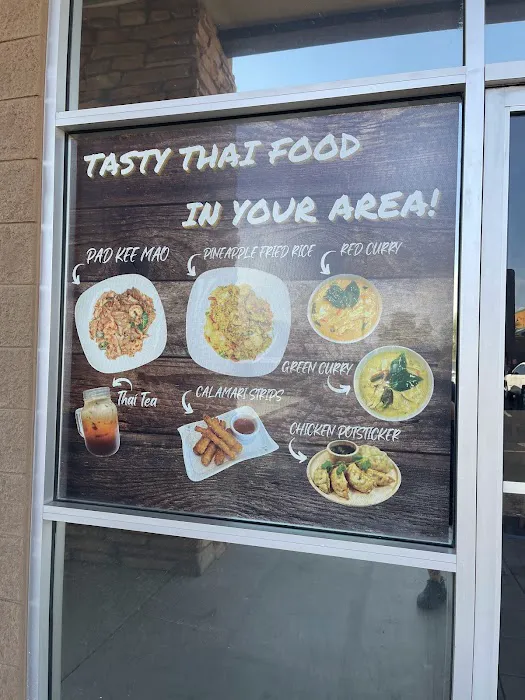 TASTY THAI FOOD
IN YOUR AREA!
PAD KEE MAO
PINEAPPLE FRIED RICE
RED CURRY
GREEN CURRY
Thai Tea
CALAMARI STRIPS
CHICKEN POTSTICKER